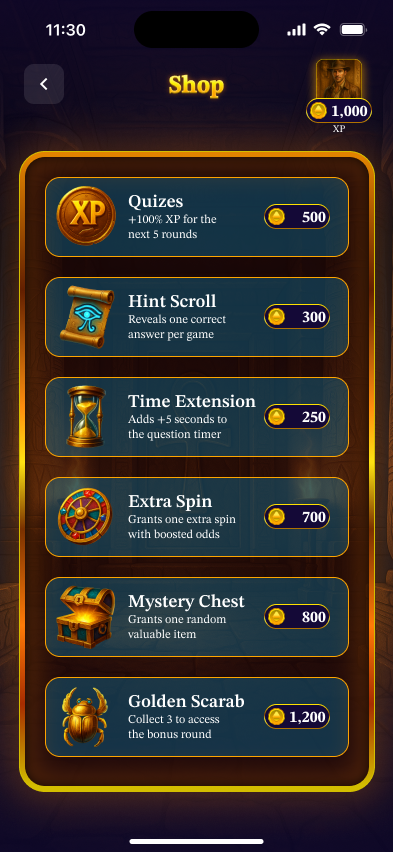 11:30
Shop
1,000
XP
XP
Quizes
+100% XP for the
next 5 rounds
500
Hint Scroll
Reveals one correct
answer per game
300
Time Extension
Adds +5 seconds to
the question timer
250
Extra Spin
Grants one extra spin
with boosted odds
700
Mystery Chest
Grants one random
valuable item
800
Golden Scarab
Collect 3 to access
the bonus round
1,200